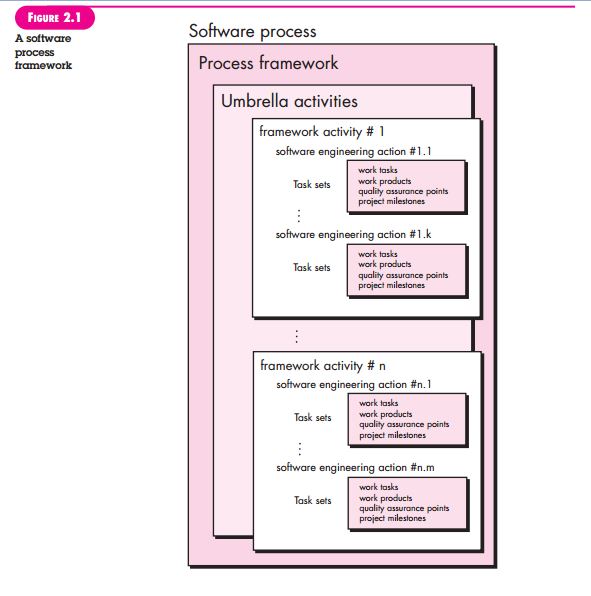 FIGURE 2.1
A software
process
framework
Software process
Process framework
Umbrella activities
framework activity # 1
software engineering action #1.1
Task sets
work tasks
work products
quality assurance points
project milestones
⋮
software engineering action #1.k
Task sets
work tasks
work products
quality assurance points
project milestones
⋮
framework activity # n
software engineering action #n.1
Task sets
work tasks
work products
quality assurance points
project milestones
⋮
software engineering action #n.m
Task sets
work tasks
work products
quality assurance points
project milestones